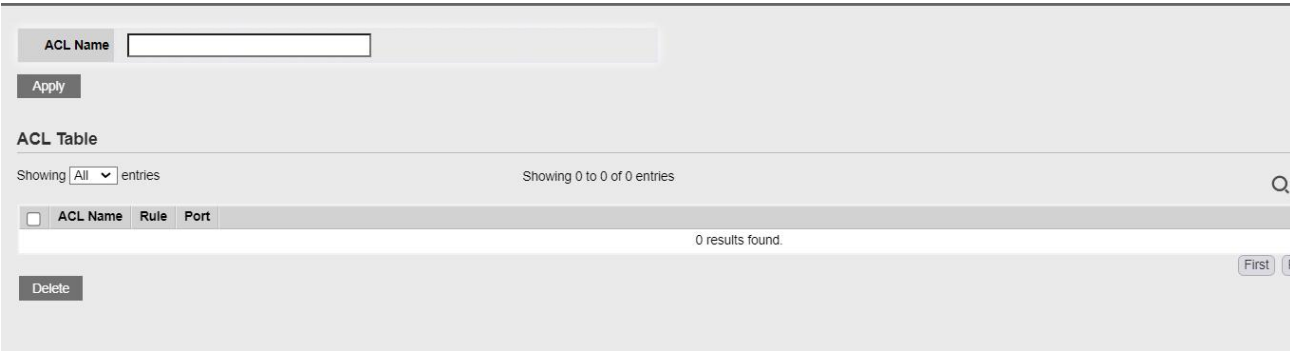 ACL Name
Apply
ACL Table
Showing All entries Showing 0 to 0 of 0 entries
ACL Name Rule Port
0 results found.
First
Delete